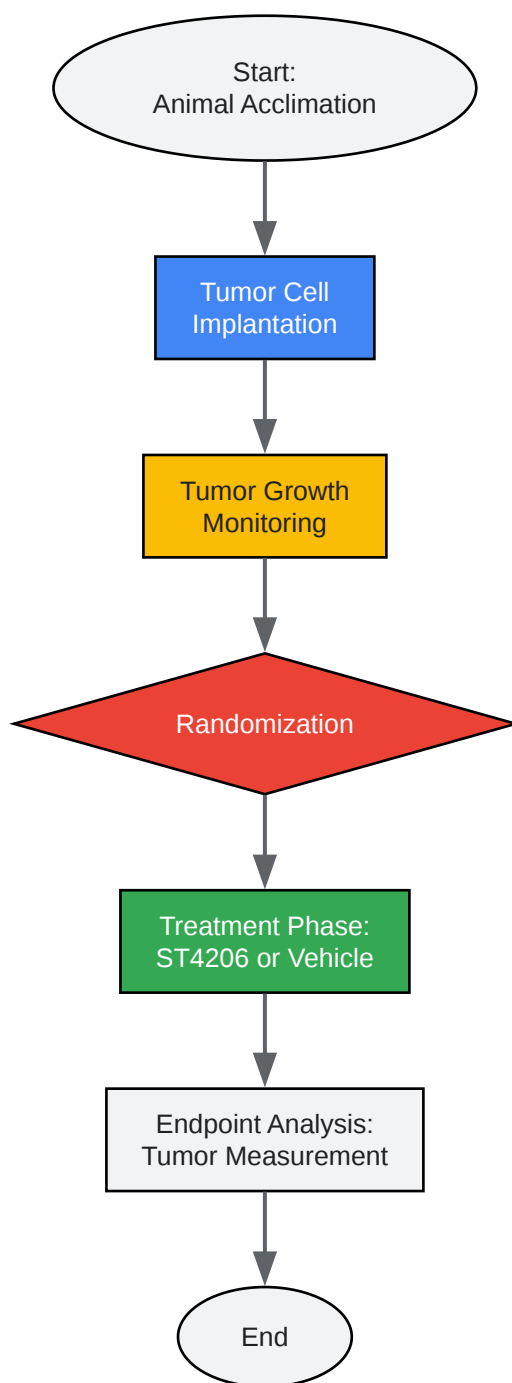 Start:
Animal Acclimation
Tumor Cell
Implantation
Tumor Growth
Monitoring
Randomization
Treatment Phase:
ST4206 or Vehicle
Endpoint Analysis:
Tumor Measurement
End